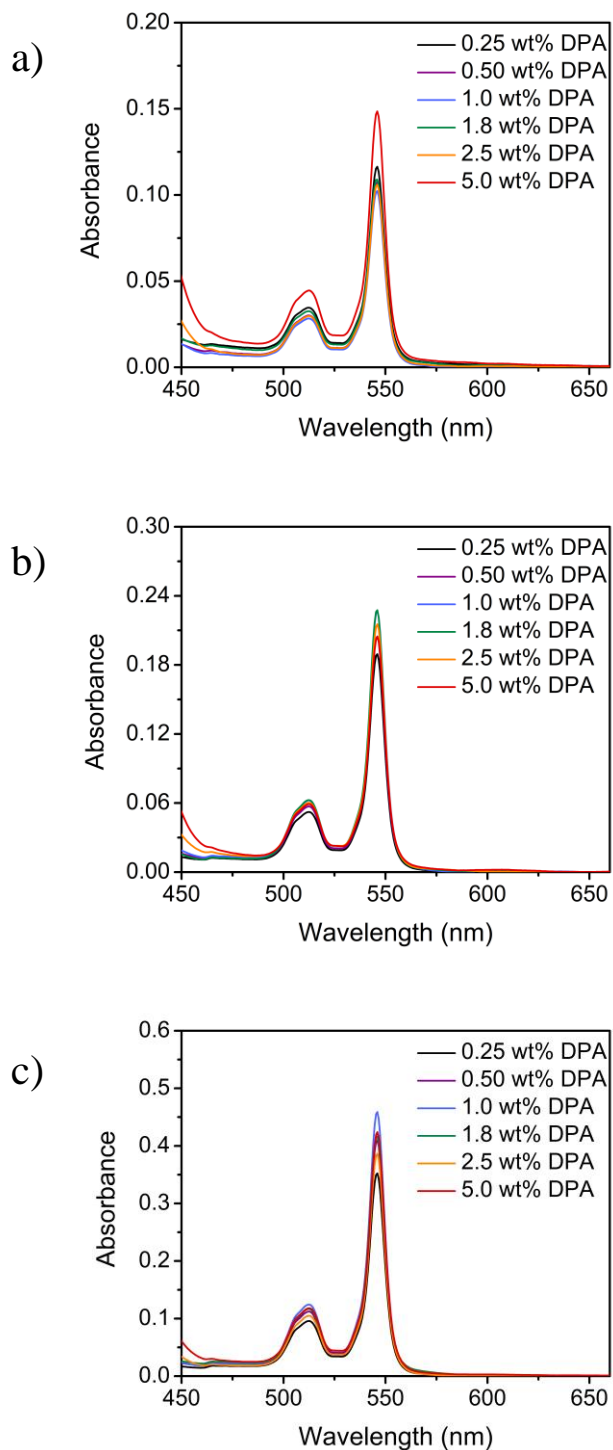 a)
0.20
0.15
0.10
0.05
0.00
Absorbance
0.25 wt% DPA
0.50 wt% DPA
1.0 wt% DPA
1.8 wt% DPA
2.5 wt% DPA
5.0 wt% DPA
450 500 550 600 650
Wavelength (nm)
b)
0.30
0.24
0.18
0.12
0.06
0.00
Absorbance
0.25 wt% DPA
0.50 wt% DPA
1.0 wt% DPA
1.8 wt% DPA
2.5 wt% DPA
5.0 wt% DPA
450 500 550 600 650
Wavelength (nm)
c)
0.6
0.5
0.4
0.3
0.2
0.1
0.0
Absorbance
0.25 wt% DPA
0.50 wt% DPA
1.0 wt% DPA
1.8 wt% DPA
2.5 wt% DPA
5.0 wt% DPA
450 500 550 600 650
Wavelength (nm)